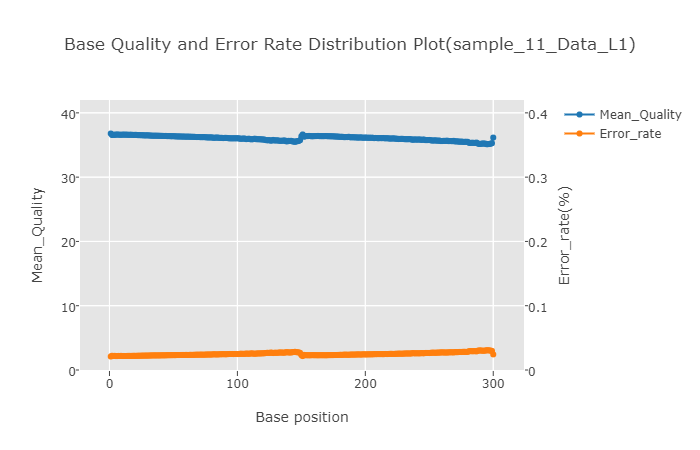 Base Quality and Error Rate Distribution Plot(sample_11_Data_L1)
40
30
20
10
0
0.4
0.3
0.2
0.1
0
0
100
200
300
Mean_Quality
Error_rate(%)
Base position
Mean_Quality
Error_rate